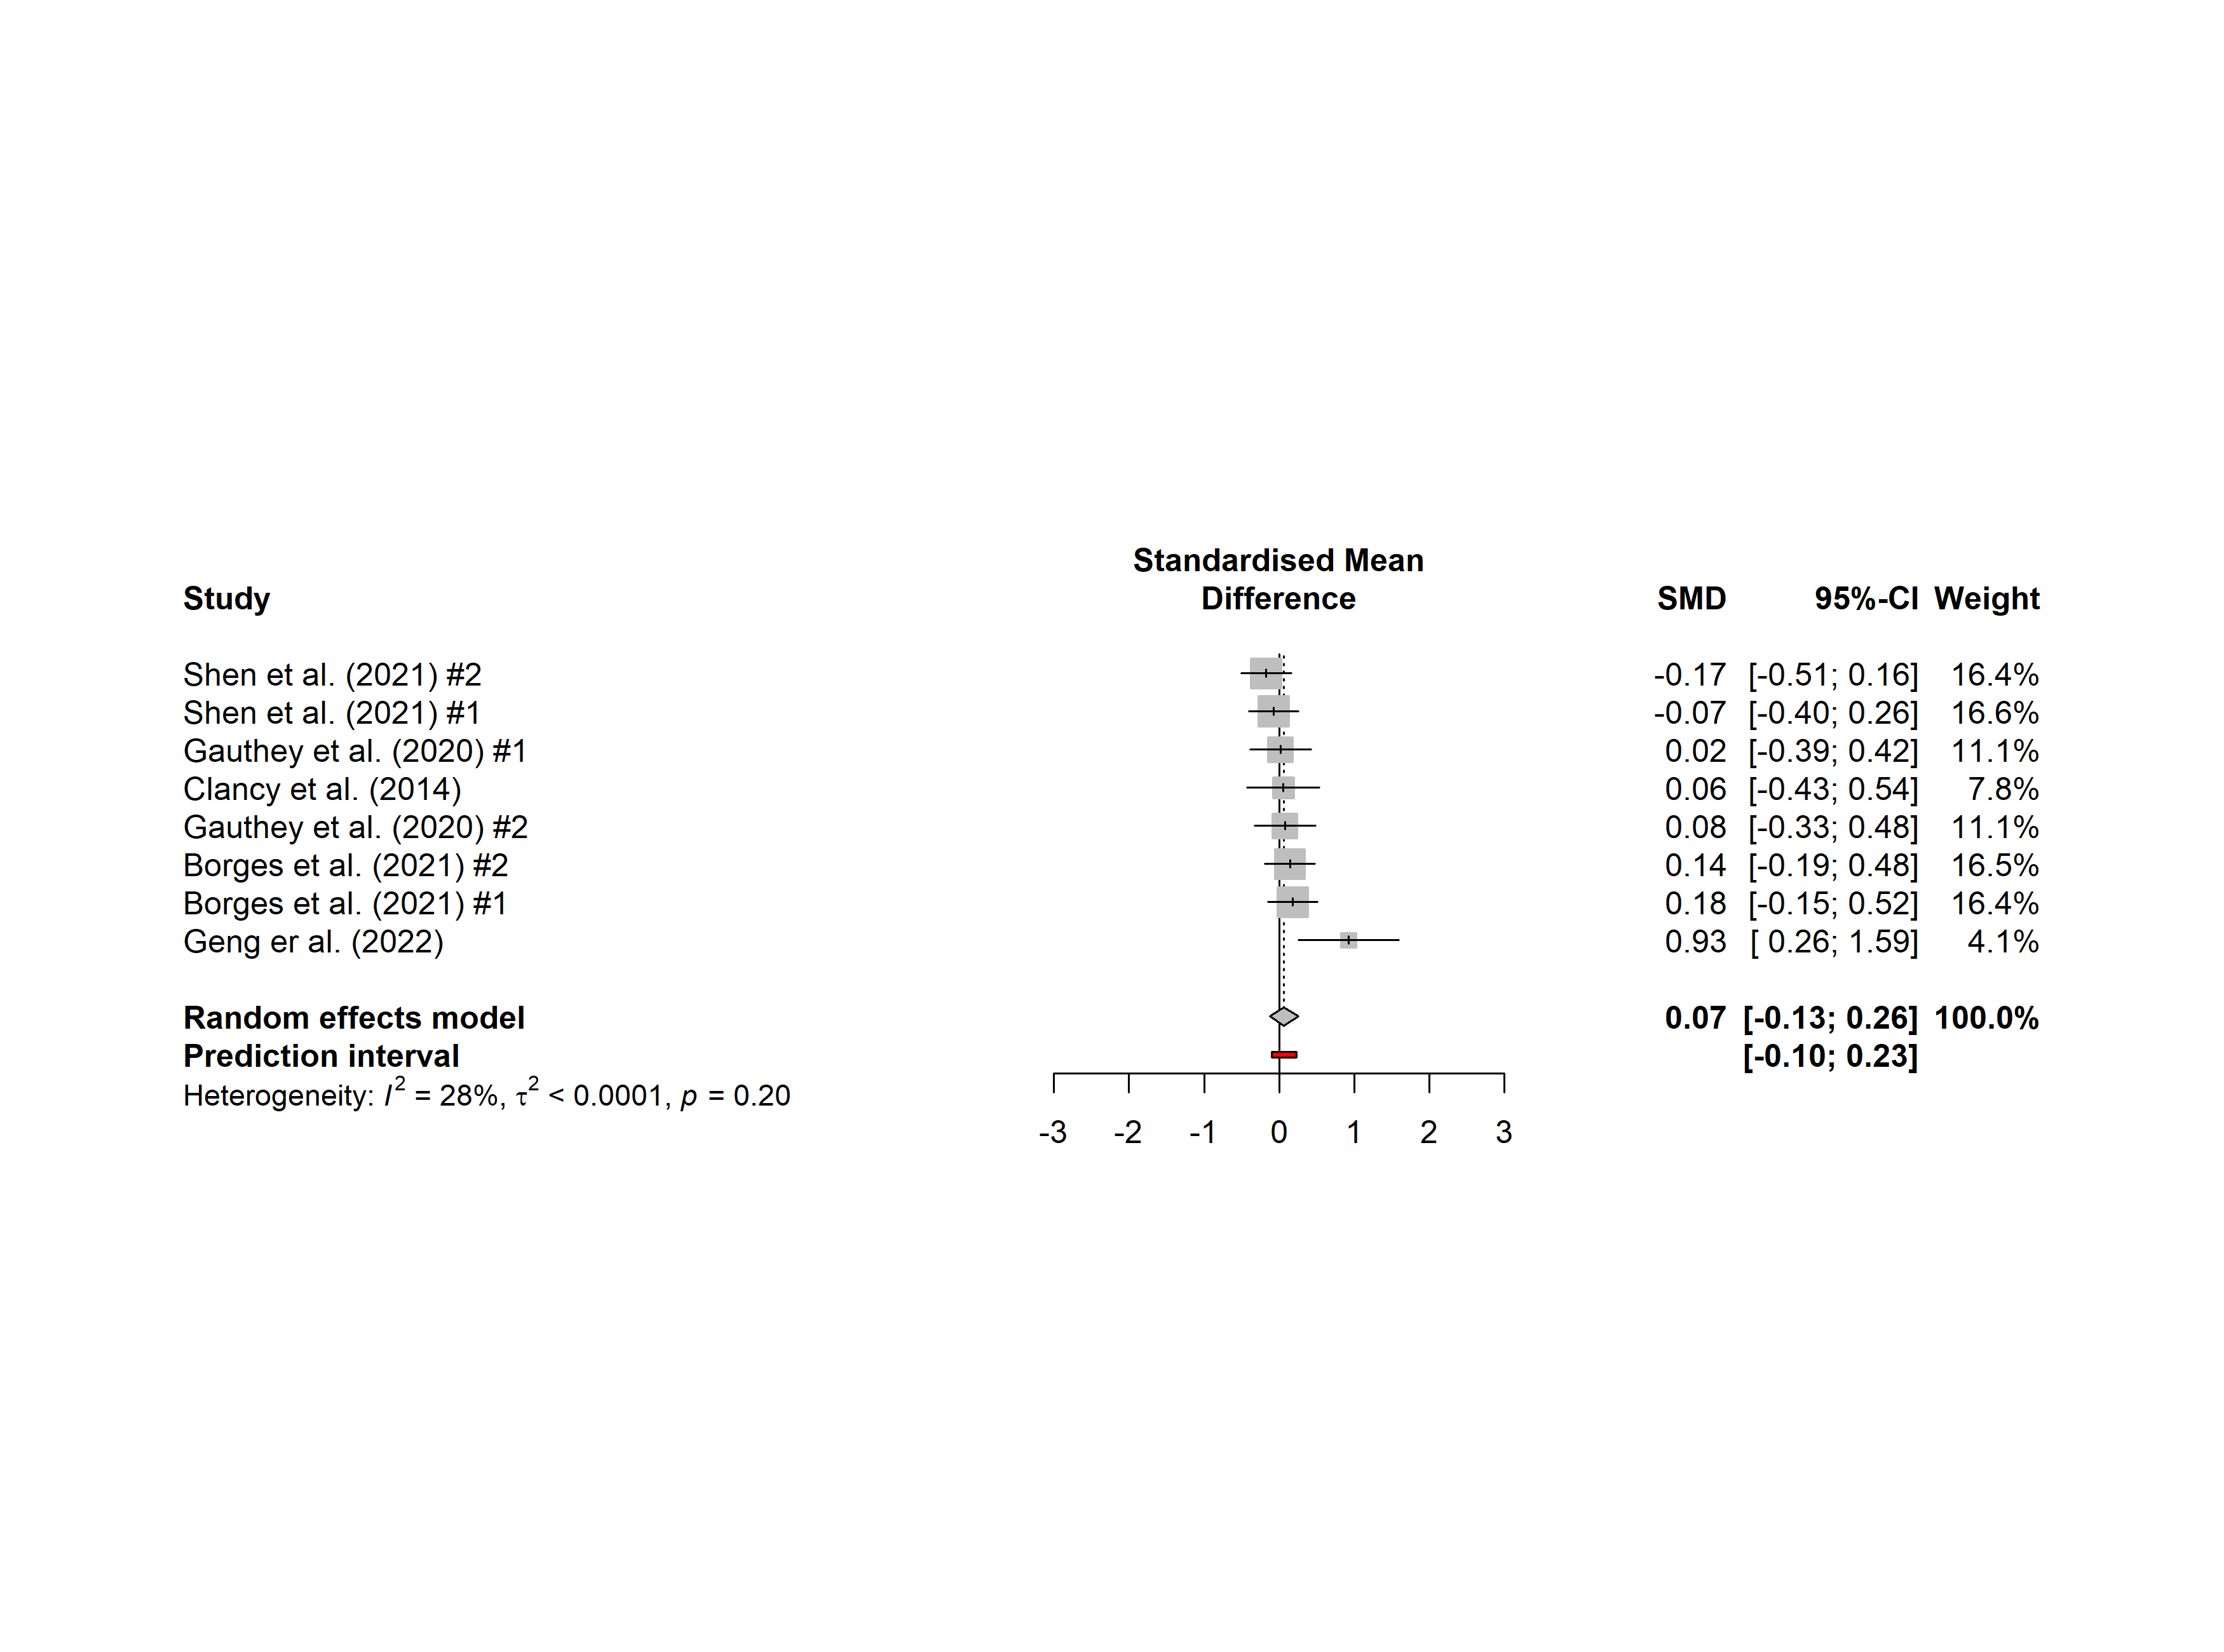 Standardised Mean
Study Difference SMD 95%-CI Weight
Shen et al. (2021) #2 -0.17 [-0.51; 0.16] 16.4%
Shen et al. (2021) #1 -0.07 [-0.40; 0.26] 16.6%
Gauthey et al. (2020) #1 0.02 [-0.39; 0.42] 11.1%
Clancy et al. (2014) 0.06 [-0.43; 0.54] 7.8%
Gauthey et al. (2020) #2 0.08 [-0.33; 0.48] 11.1%
Borges et al. (2021) #2 0.14 [-0.19; 0.48] 16.5%
Borges et al. (2021) #1 0.18 [-0.15; 0.52] 16.4%
Geng er al. (2022) 0.93 [ 0.26; 1.59] 4.1%
Random effects model 0.07 [-0.13; 0.26] 100.0%
Prediction interval [-0.10; 0.23]
Heterogeneity: I² = 28%, τ² < 0.0001, p = 0.20
-3 -2 -1 0 1 2 3